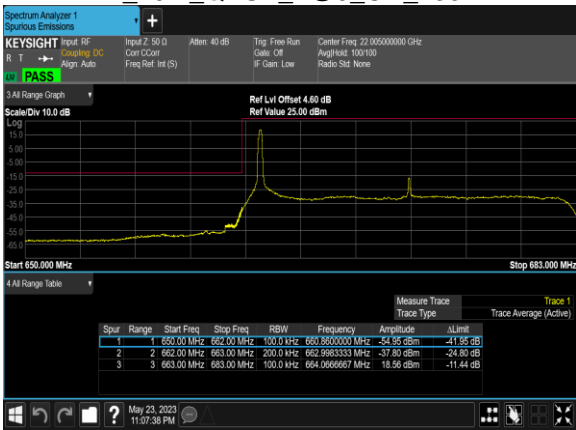 Spectrum Analyzer 1
Spurious Emissions
+
KEYSIGHT Input: RF Input Z: 50 Ω Atten: 40 dB Trig: Free Run Center Freq: 22.005000000 GHz
R T Coupling: DC Corr CCorr Gate: Off Avg|Hold: 100/100
Align: Auto Freq Ref: Int (S) IF Gain: Low Radio Std: None
PASS
3 All Range Graph
Ref Lvl Offset 4.60 dB
Scale/Div 10.0 dB Ref Value 25.00 dBm
Log
15.0
5.00
-5.00
-15.0
-25.0
-35.0
-45.0
-55.0
-65.0
Start 650.000 MHz Stop 683.000 MHz
4 All Range Table
Measure Trace Trace 1
Trace Type Trace Average (Active)
Spur Range Start Freq Stop Freq RBW Frequency Amplitude ΔLimit
1 1 650.00 MHz 662.00 MHz 100.0 kHz 660.8600000 MHz -54.95 dBm -41.95 dB
2 2 662.00 MHz 663.00 MHz 200.0 kHz 662.9983333 MHz -37.80 dBm -24.80 dB
3 3 663.00 MHz 683.00 MHz 100.0 kHz 664.0666667 MHz 18.56 dBm -11.44 dB
? May 23, 2023
11:07:38 PM